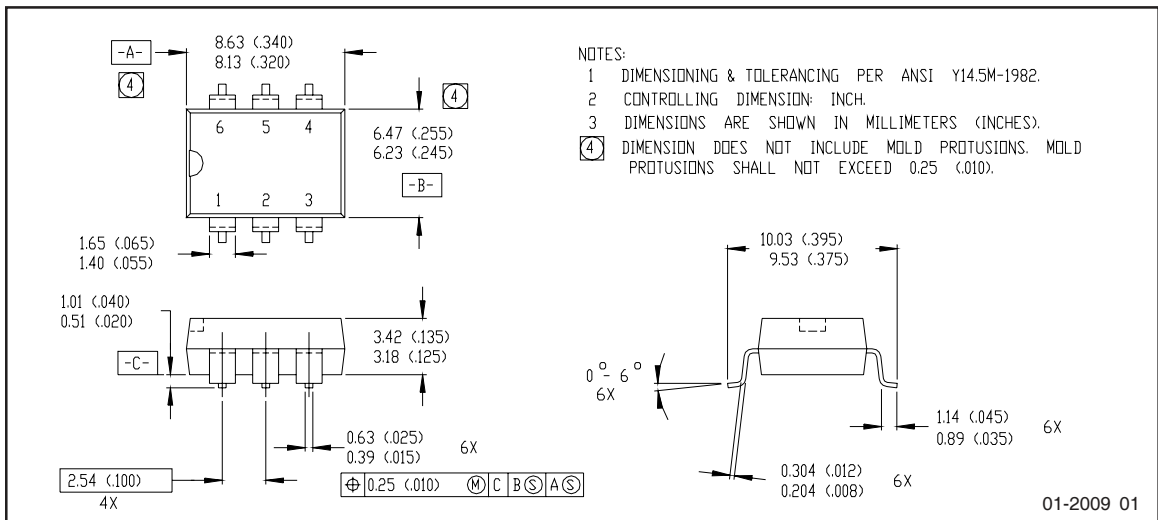 -A-
8.63 (.340)
8.13 (.320)
4
4
6 5 4
6.47 (.255)
6.23 (.245)
-B-
1 2 3
1.65 (.065)
1.40 (.055)
NOTES:
1 DIMENSIONING & TOLERANCING PER ANSI Y14.5M-1982.
2 CONTROLLING DIMENSION: INCH.
3 DIMENSIONS ARE SHOWN IN MILLIMETERS (INCHES).
4 DIMENSION DOES NOT INCLUDE MOLD PROTUSIONS. MOLD
PROTUSIONS SHALL NOT EXCEED 0.25 (.010).
1.01 (.040)
0.51 (.020)
-C-
3.42 (.135)
3.18 (.125)
0.63 (.025)
0.39 (.015)
6X
2.54 (.100)
4X
⌖ 0.25 (.010) Ⓜ C B Ⓢ A Ⓢ
10.03 (.395)
9.53 (.375)
0° - 6°
6X
1.14 (.045)
0.89 (.035)
6X
0.304 (.012)
0.204 (.008)
6X
01-2009 01